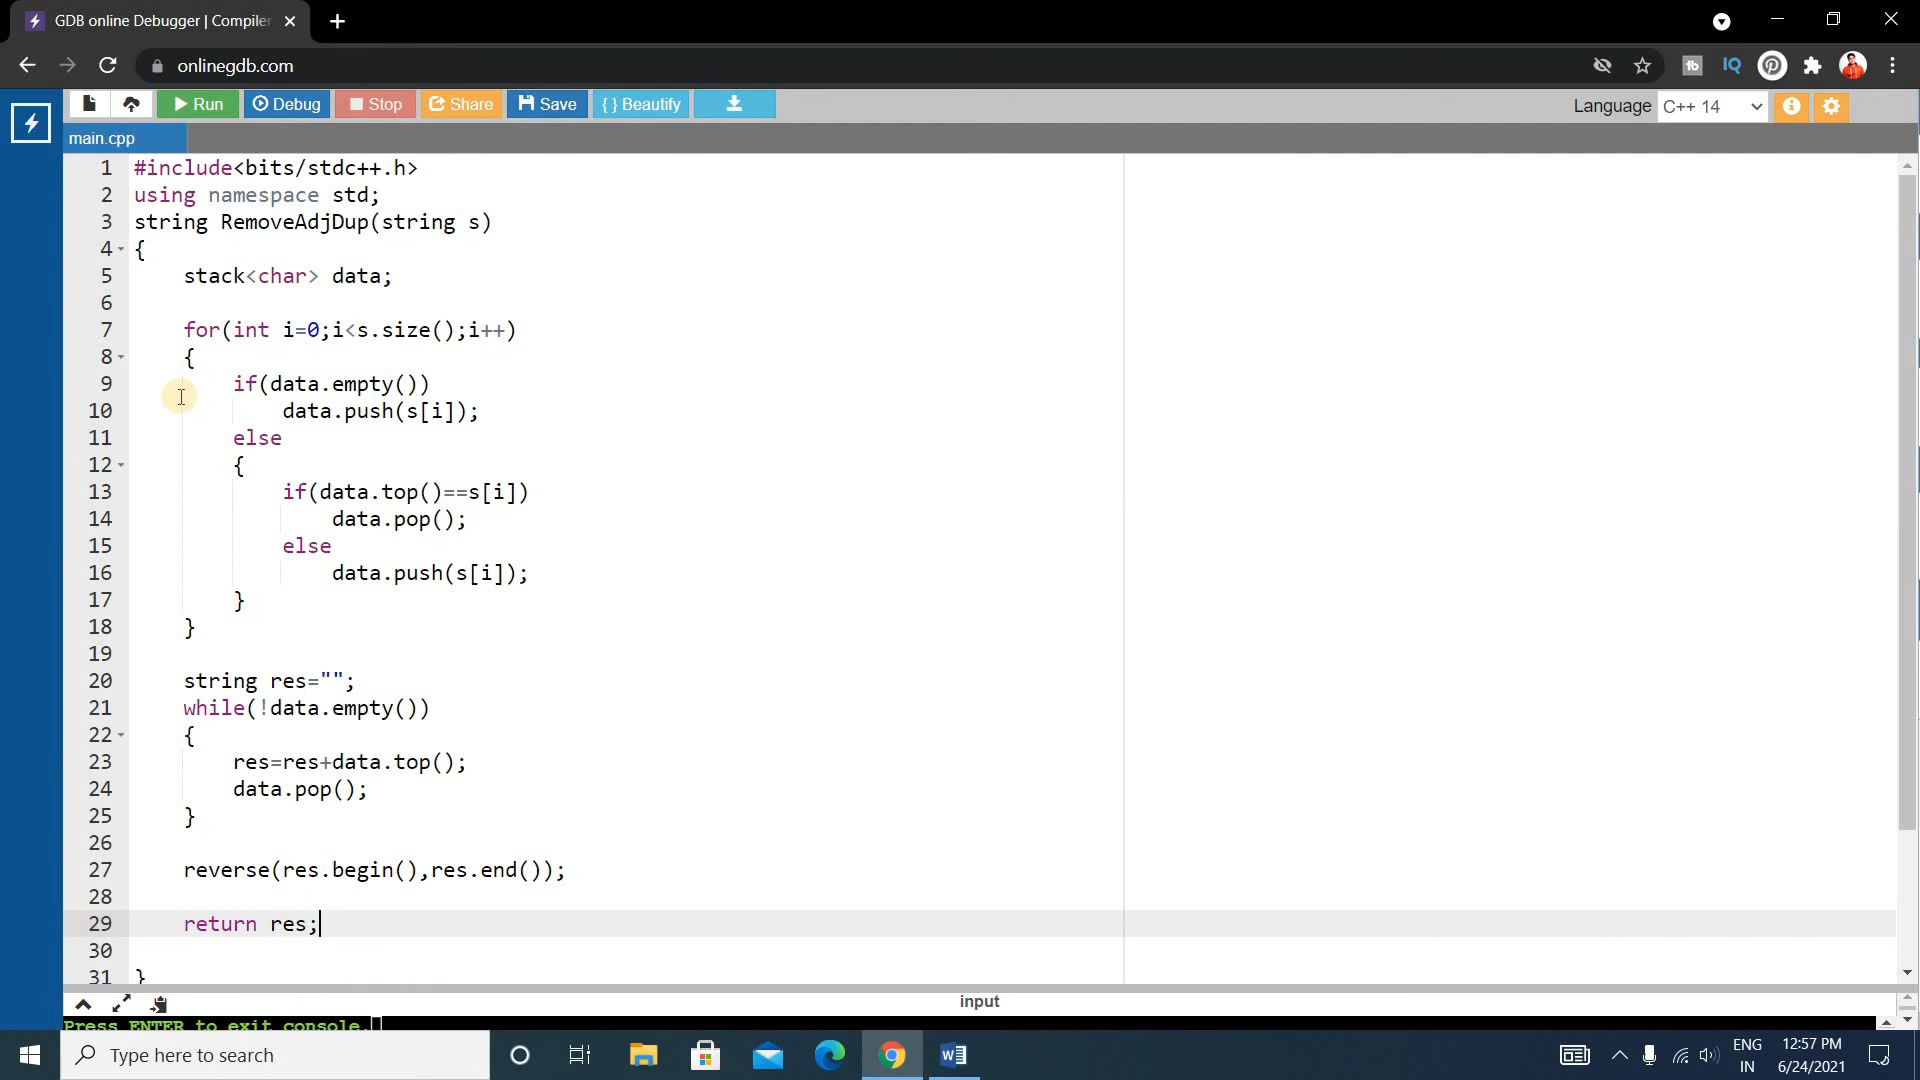 GDB online Debugger | Compiler
onlinegdb.com
tb
IQ
Run
Debug
Stop
Share
Save
{ } Beautify
Language
C++ 14
main.cpp
1 #include<bits/stdc++.h>
2 using namespace std;
3 string RemoveAdjDup(string s)
4 {
5 stack<char> data;
6
7 for(int i=0;i<s.size();i++)
8 {
9 if(data.empty())
10 data.push(s[i]);
11 else
12 {
13 if(data.top()==s[i])
14 data.pop();
15 else
16 data.push(s[i]);
17 }
18 }
19
20 string res="";
21 while(!data.empty())
22 {
23 res=res+data.top();
24 data.pop();
25 }
26
27 reverse(res.begin(),res.end());
28
29 return res;
30
31 }
input
Press ENTER to exit console.
Type here to search
W
ENG
IN
12:57 PM
6/24/2021